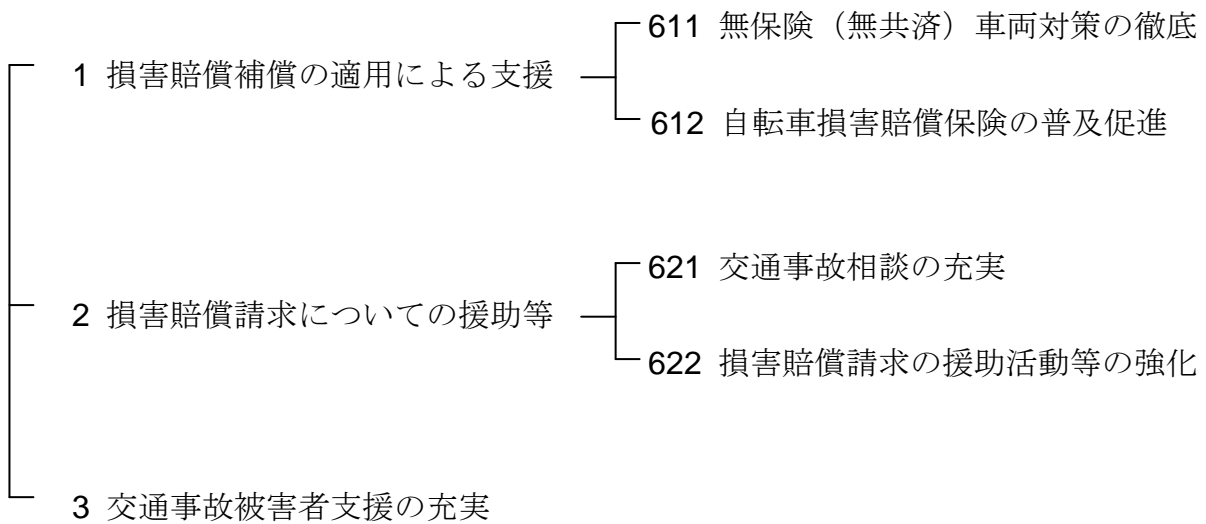 611 無保険（無共済）車両対策の徹底
1 損害賠償補償の適用による支援
612 自転車損害賠償保険の普及促進
621 交通事故相談の充実
2 損害賠償請求についての援助等
622 損害賠償請求の援助活動等の強化
3 交通事故被害者支援の充実